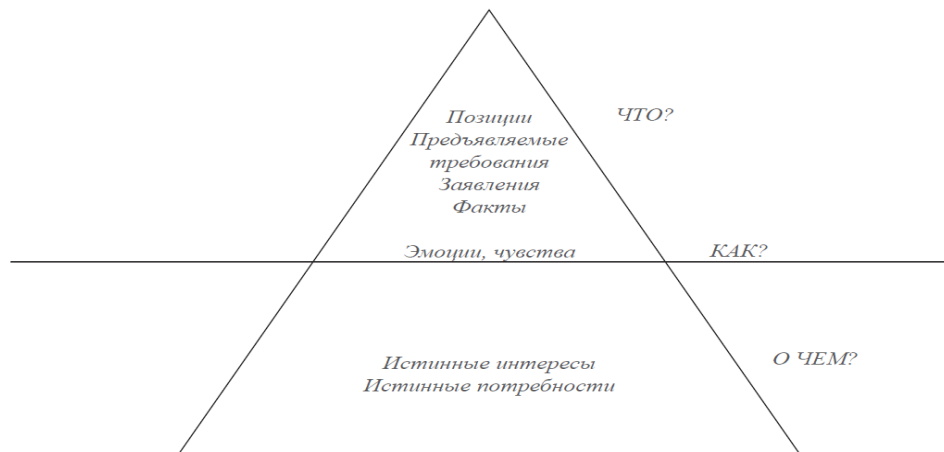 Позиции
ЧТО?
Предъявляемые
требования
Заявления
Факты
Эмоции, чувства
КАК?
Истинные интересы
О ЧЕМ?
Истинные потребности